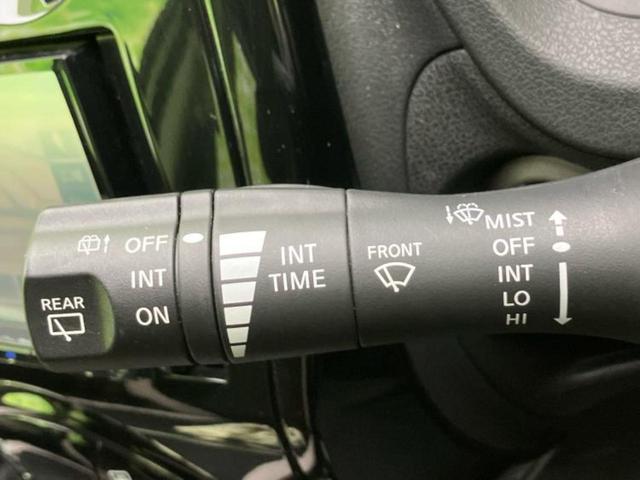 REAR
OFF
INT
ON
INT
TIME
FRONT
MIST
OFF
INT
LO
HI